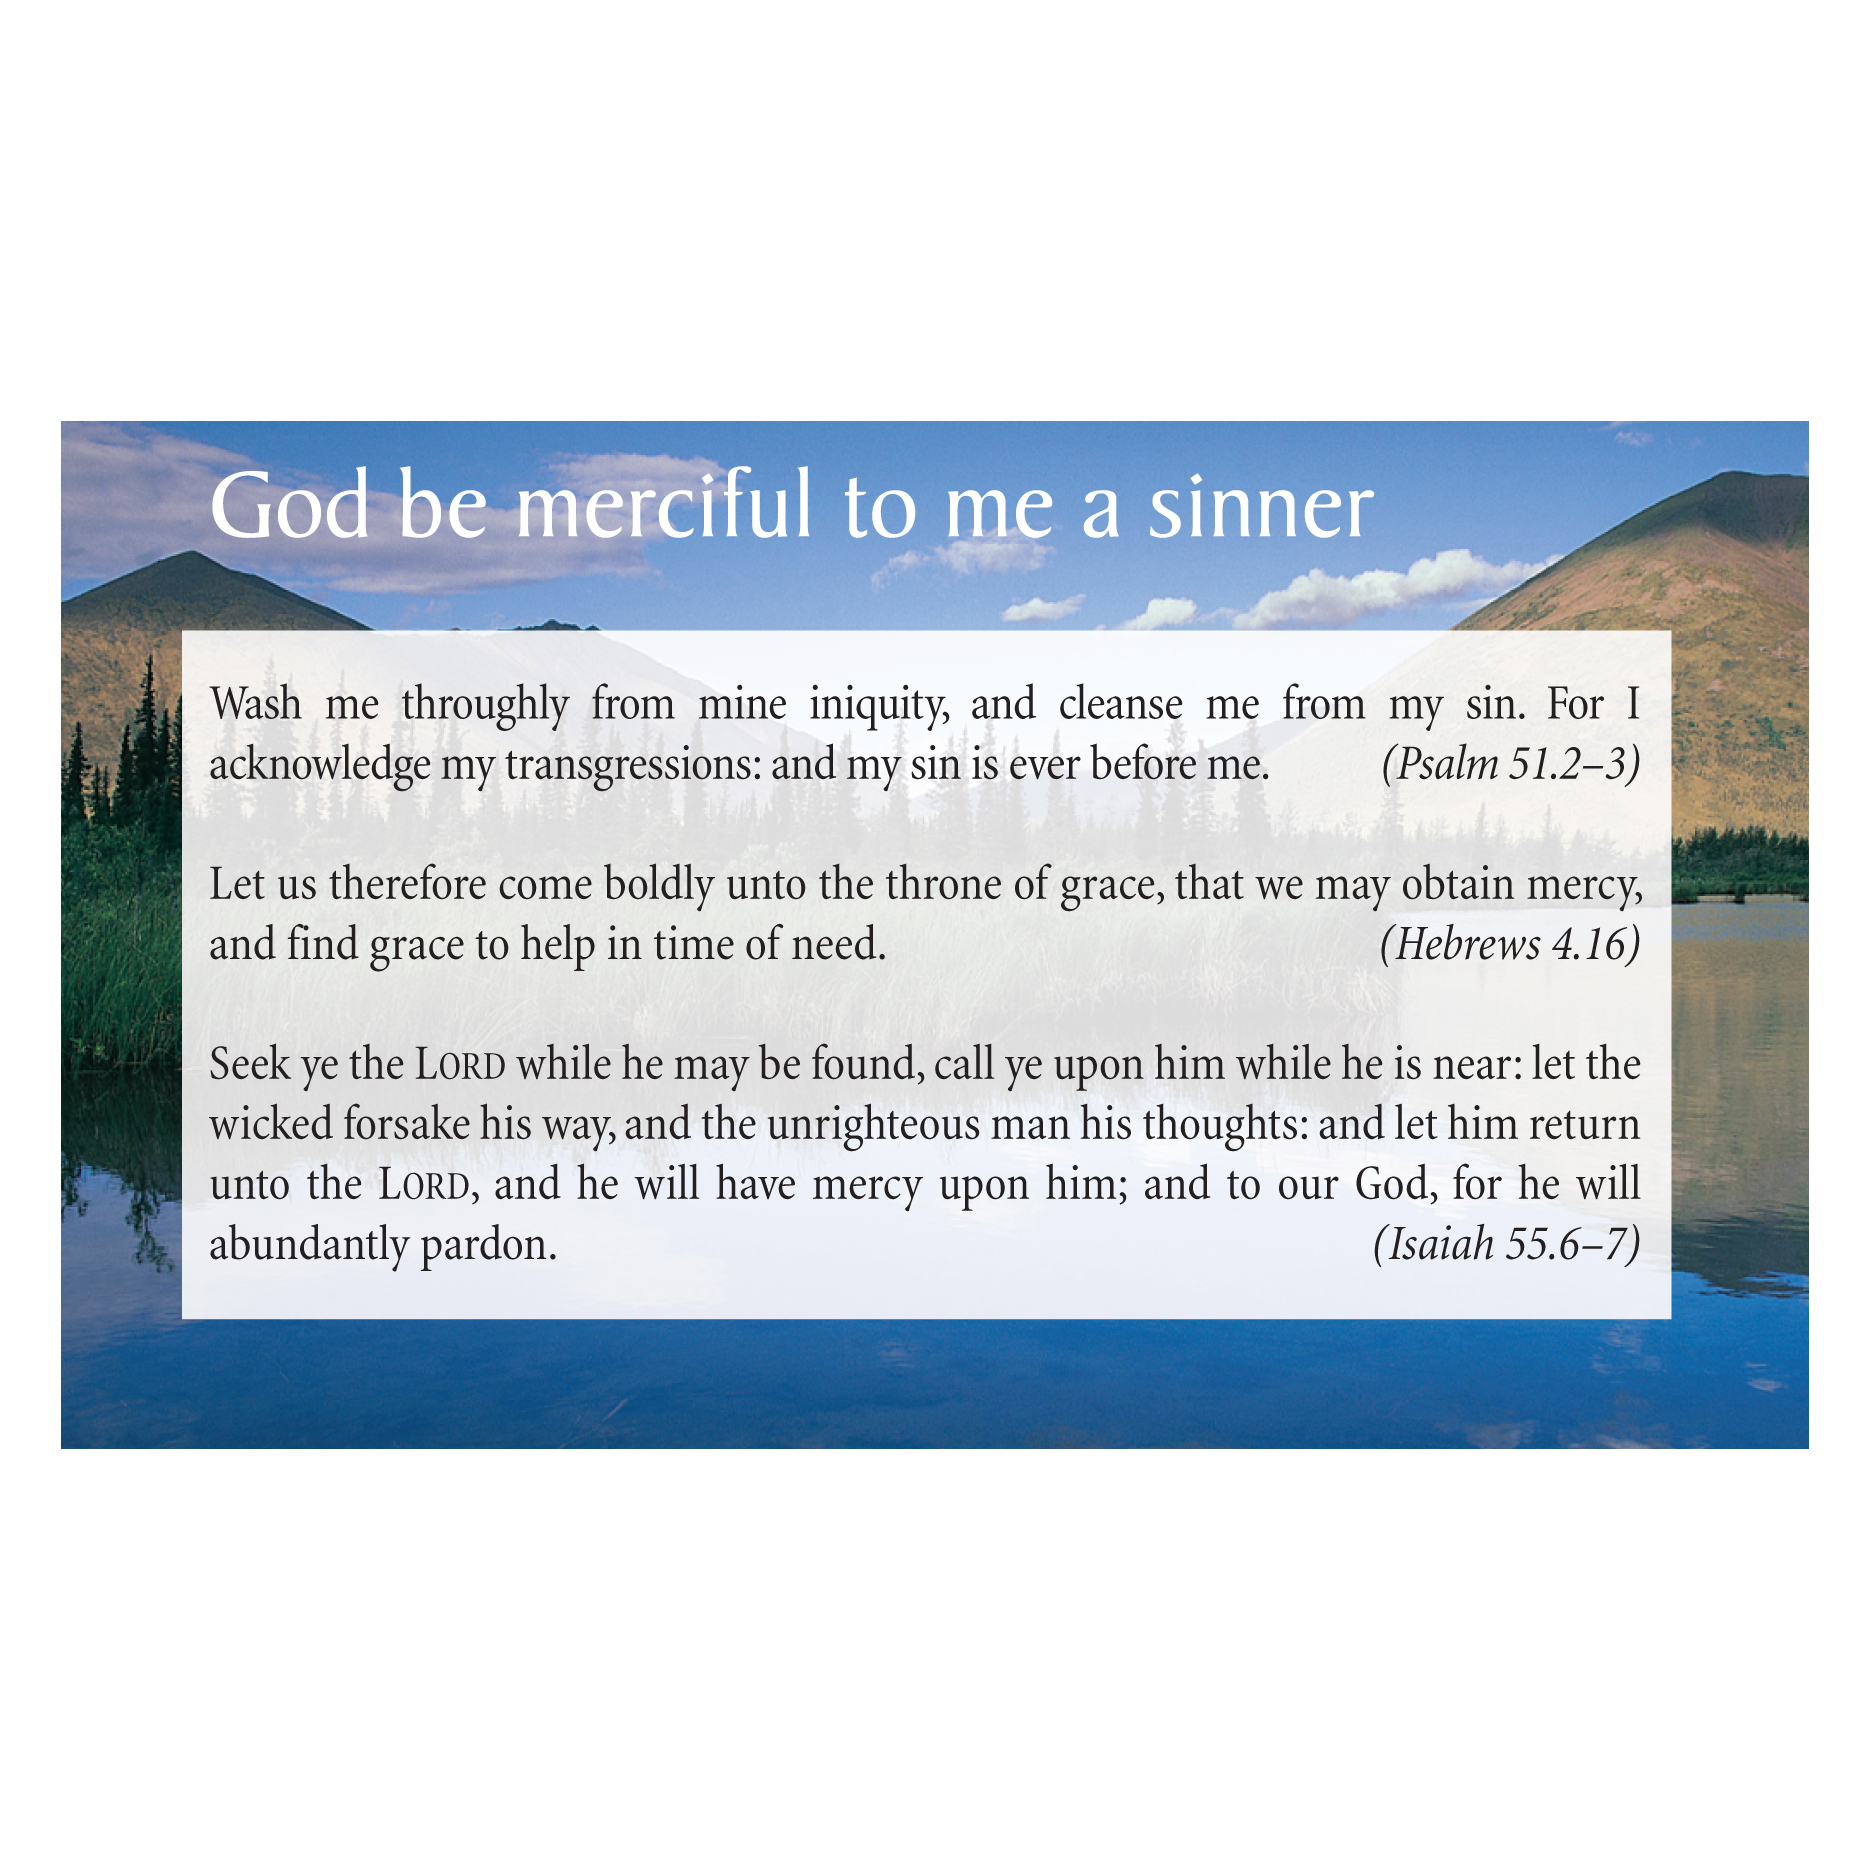 God be merciful to me a sinner
Wash me throughly from mine iniquity, and cleanse me from my sin. For I
acknowledge my transgressions: and my sin is ever before me. (Psalm 51.2–3)
Let us therefore come boldly unto the throne of grace, that we may obtain mercy,
and find grace to help in time of need. (Hebrews 4.16)
Seek ye the LORD while he may be found, call ye upon him while he is near: let the
wicked forsake his way, and the unrighteous man his thoughts: and let him return
unto the LORD, and he will have mercy upon him; and to our God, for he will
abundantly pardon. (Isaiah 55.6–7)